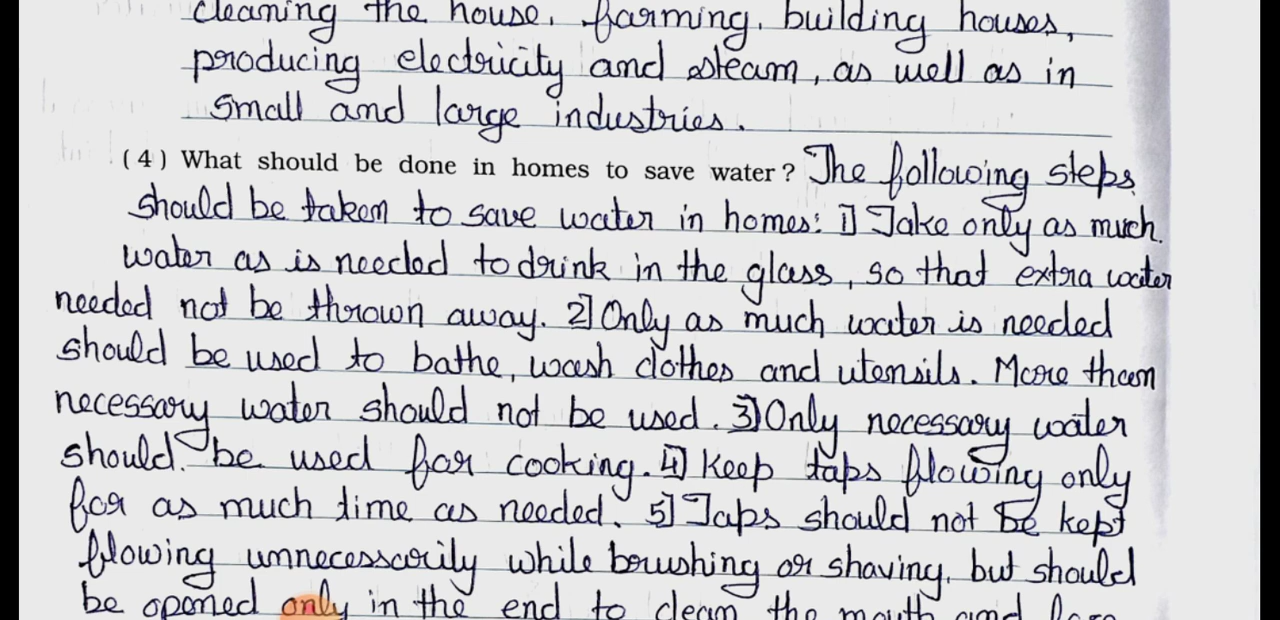 cleaning the house, farming, building houses,
producing electricity and steam, as well as in
small and large industries.
(4) What should be done in homes to save water? The following steps
should be taken to save water in homes: 1] Take only as much
water as is needed to drink in the glass, so that extra water
needed not be thrown away. 2] Only as much water is needed
should be used to bathe, wash clothes and utensils. More than
necessary water should not be used. 3] Only necessary water
should be used for cooking. 4] Keep taps flowing only
for as much time as needed. 5] Taps should not be kept
flowing unnecessarily while brushing or shaving, but should
be opened only in the end to clean the mouth and face